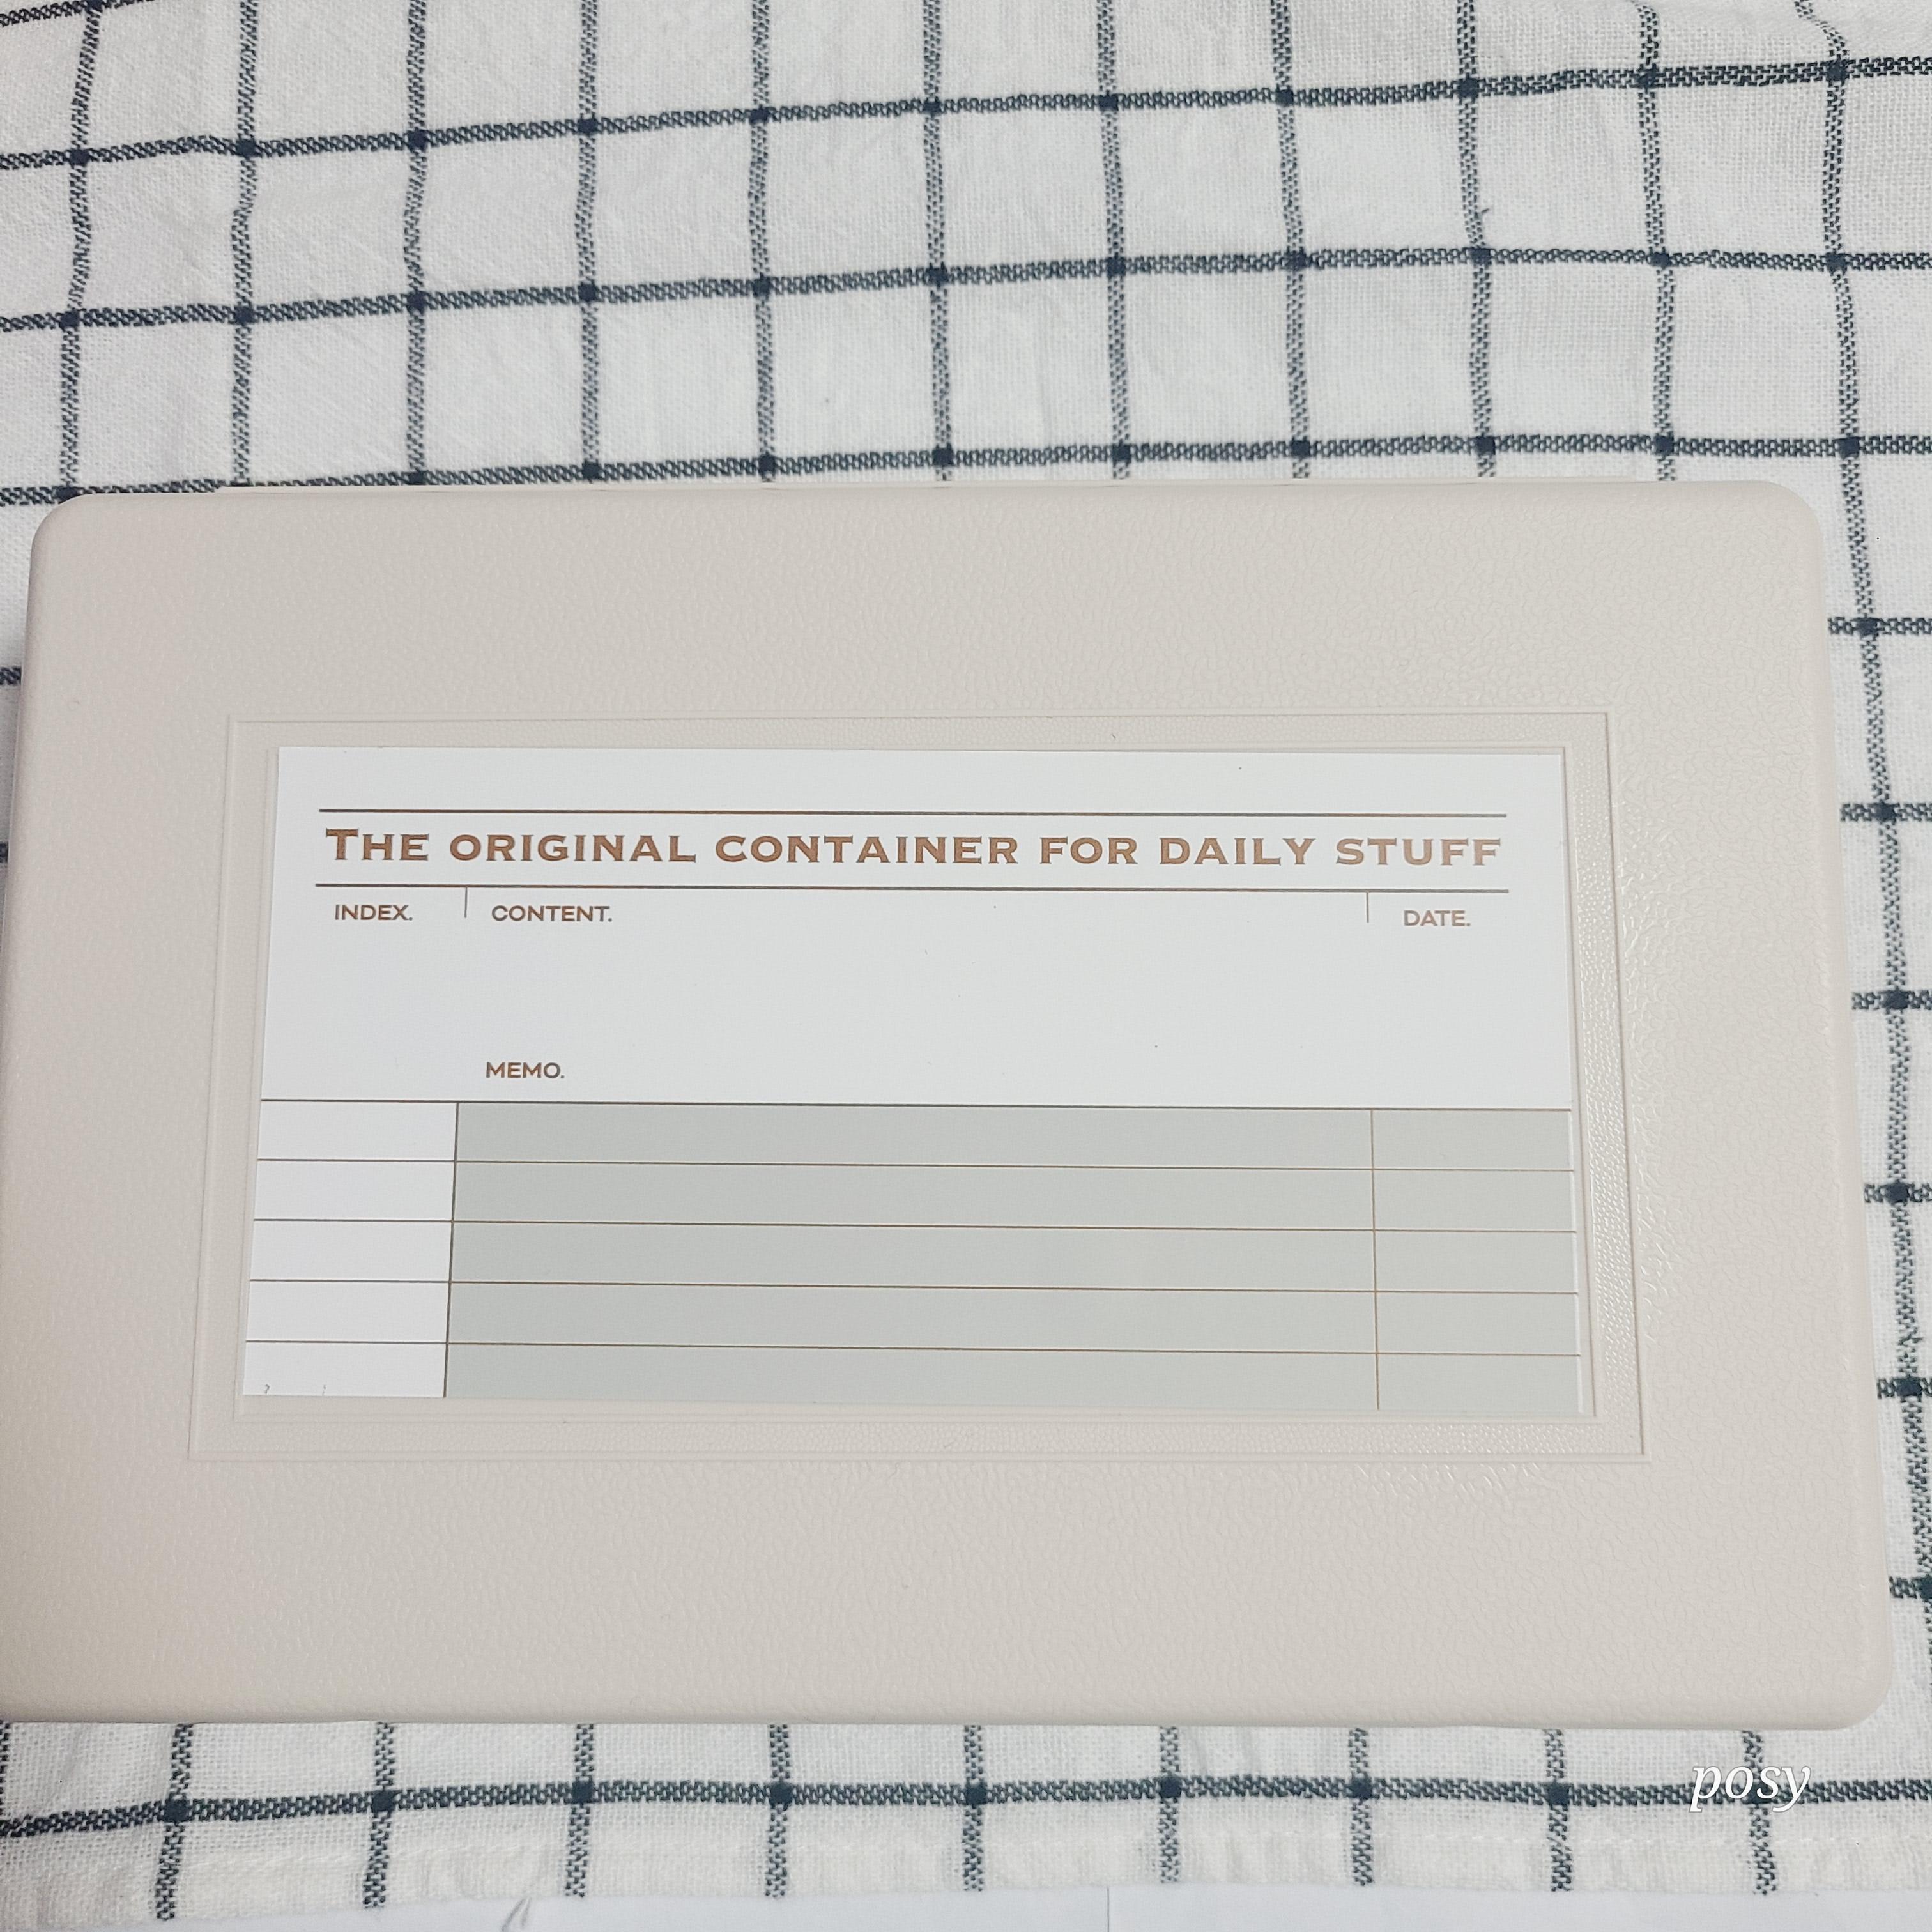 THE ORIGINAL CONTAINER FOR DAILY STUFF
INDEX. CONTENT. DATE.
MEMO.
posy